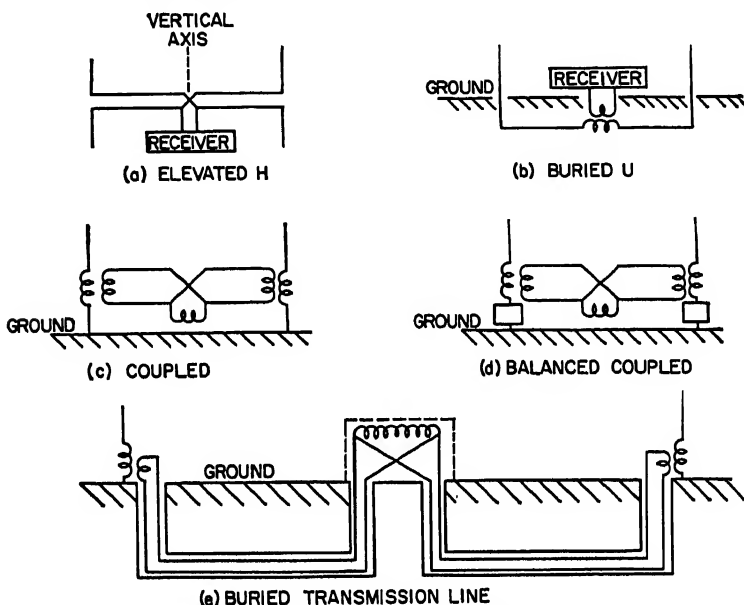 VERTICAL
AXIS
RECEIVER
(a) ELEVATED H
GROUND
RECEIVER
(b) BURIED U
GROUND
(c) COUPLED
GROUND
(d) BALANCED COUPLED
GROUND
(e) BURIED TRANSMISSION LINE